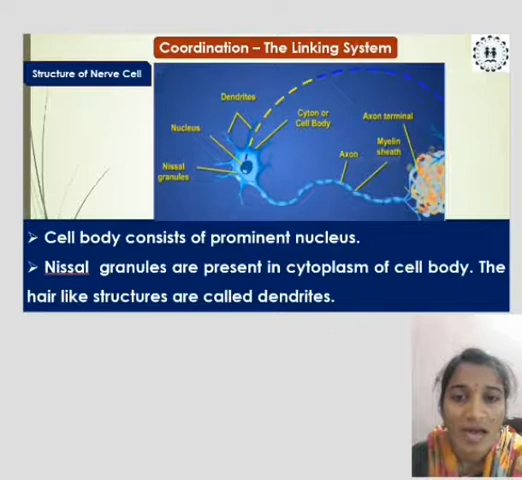 Coordination – The Linking System
Structure of Nerve Cell
Dendrites
Cyton or
Cell Body
Axon terminal
Nucleus
Myelin
sheath
Axon
Nissal
granules
➢ Cell body consists of prominent nucleus.
➢ Nissal granules are present in cytoplasm of cell body. The
hair like structures are called dendrites.